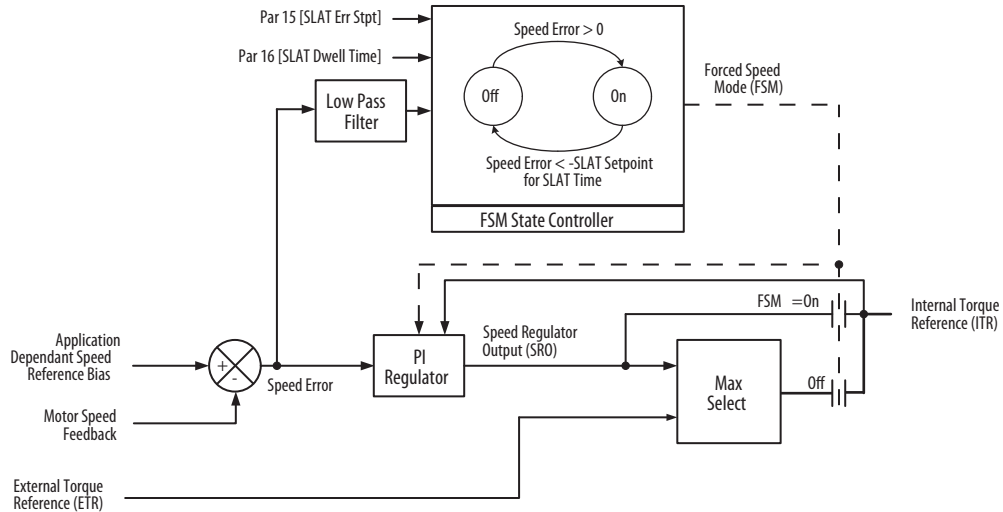 Par 15 [SLAT Err Stpt]
Par 16 [SLAT Dwell Time]
Low Pass
Filter
Speed Error > 0
Off
On
Speed Error < -SLAT Setpoint
for SLAT Time
FSM State Controller
Forced Speed
Mode (FSM)
Application
Dependant Speed
Reference Bias
+
-
Speed Error
Motor Speed
Feedback
External Torque
Reference (ETR)
PI
Regulator
Speed Regulator
Output (SRO)
Max
Select
FSM =On
Off
Internal Torque
Reference (ITR)